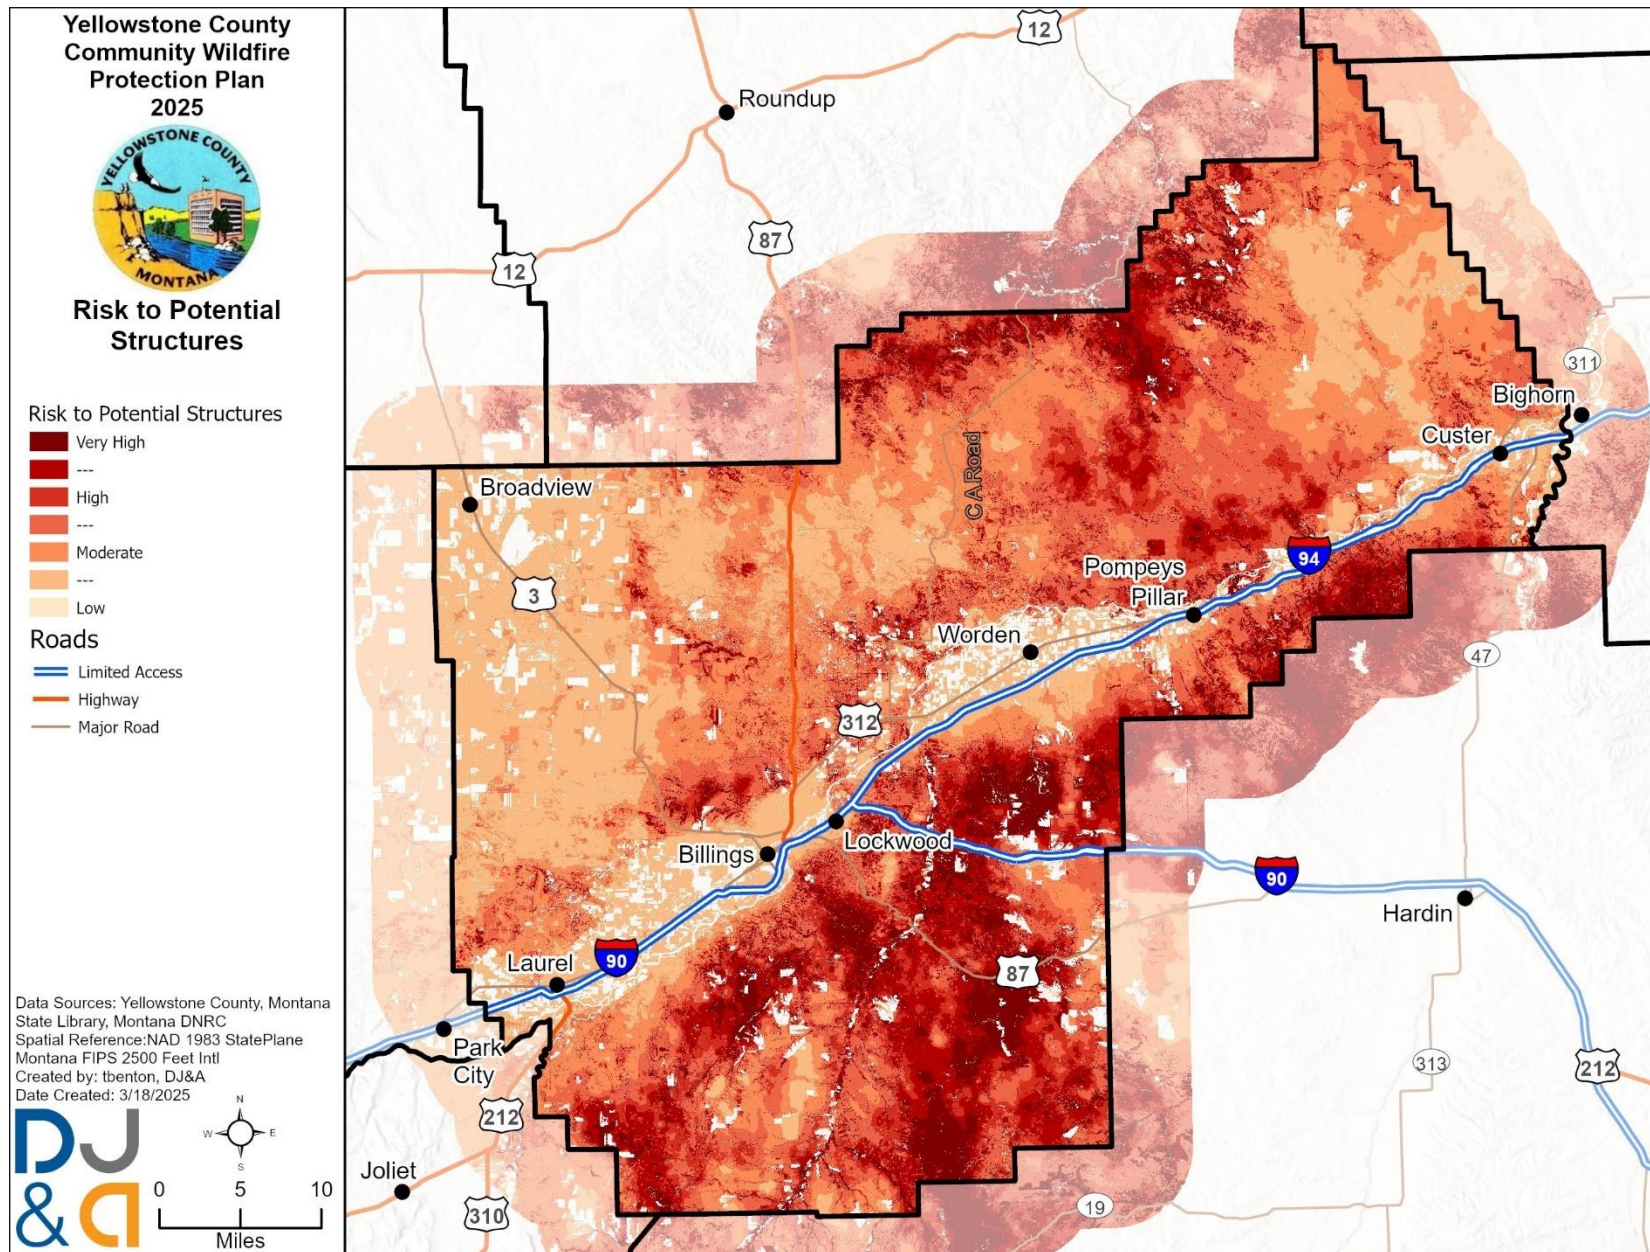 Yellowstone County
Community Wildfire
Protection Plan
2025
YELLOWSTONE COUNTY
MONTANA
Risk to Potential
Structures
Risk to Potential Structures
Very High
---
High
---
Moderate
---
Low
Roads
Limited Access
Highway
Major Road
Data Sources: Yellowstone County, Montana
State Library, Montana DNRC
Spatial Reference:NAD 1983 StatePlane
Montana FIPS 2500 Feet Intl
Created by: tbenton, DJ&A
Date Created: 3/18/2025
DJ
&a
N
W
E
S
0
5
10
Miles
12
Roundup
87
12
311
Bighorn
Custer
C A Road
Broadview
94
3
Pompeys
Pillar
Worden
47
312
Lockwood
Billings
90
Hardin
Laurel
90
87
Park
City
313
212
212
Joliet
310
19